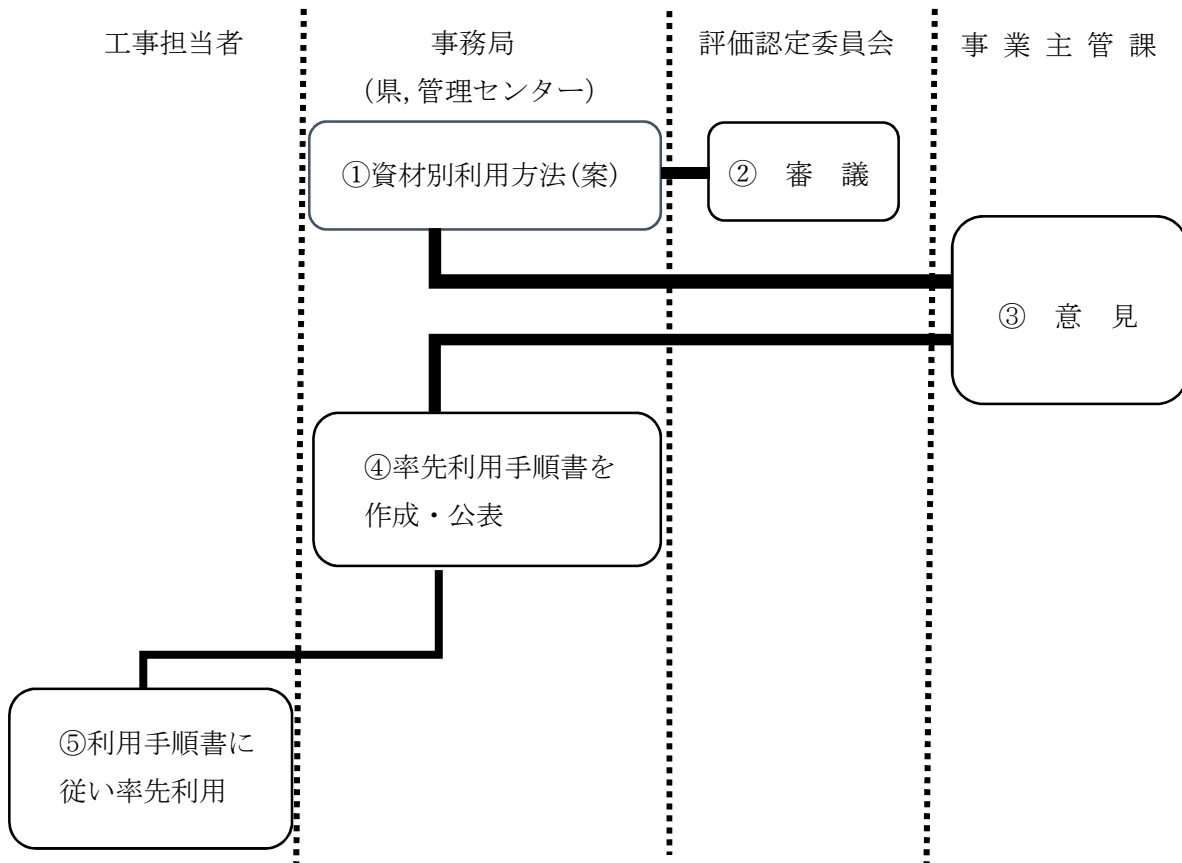 工事担当者
事務局
(県,管理センター)
評価認定委員会
事 業 主 管 課
①資材別利用方法(案)
② 審 議
③ 意 見
④率先利用手順書を
作成・公表
⑤利用手順書に
従い率先利用